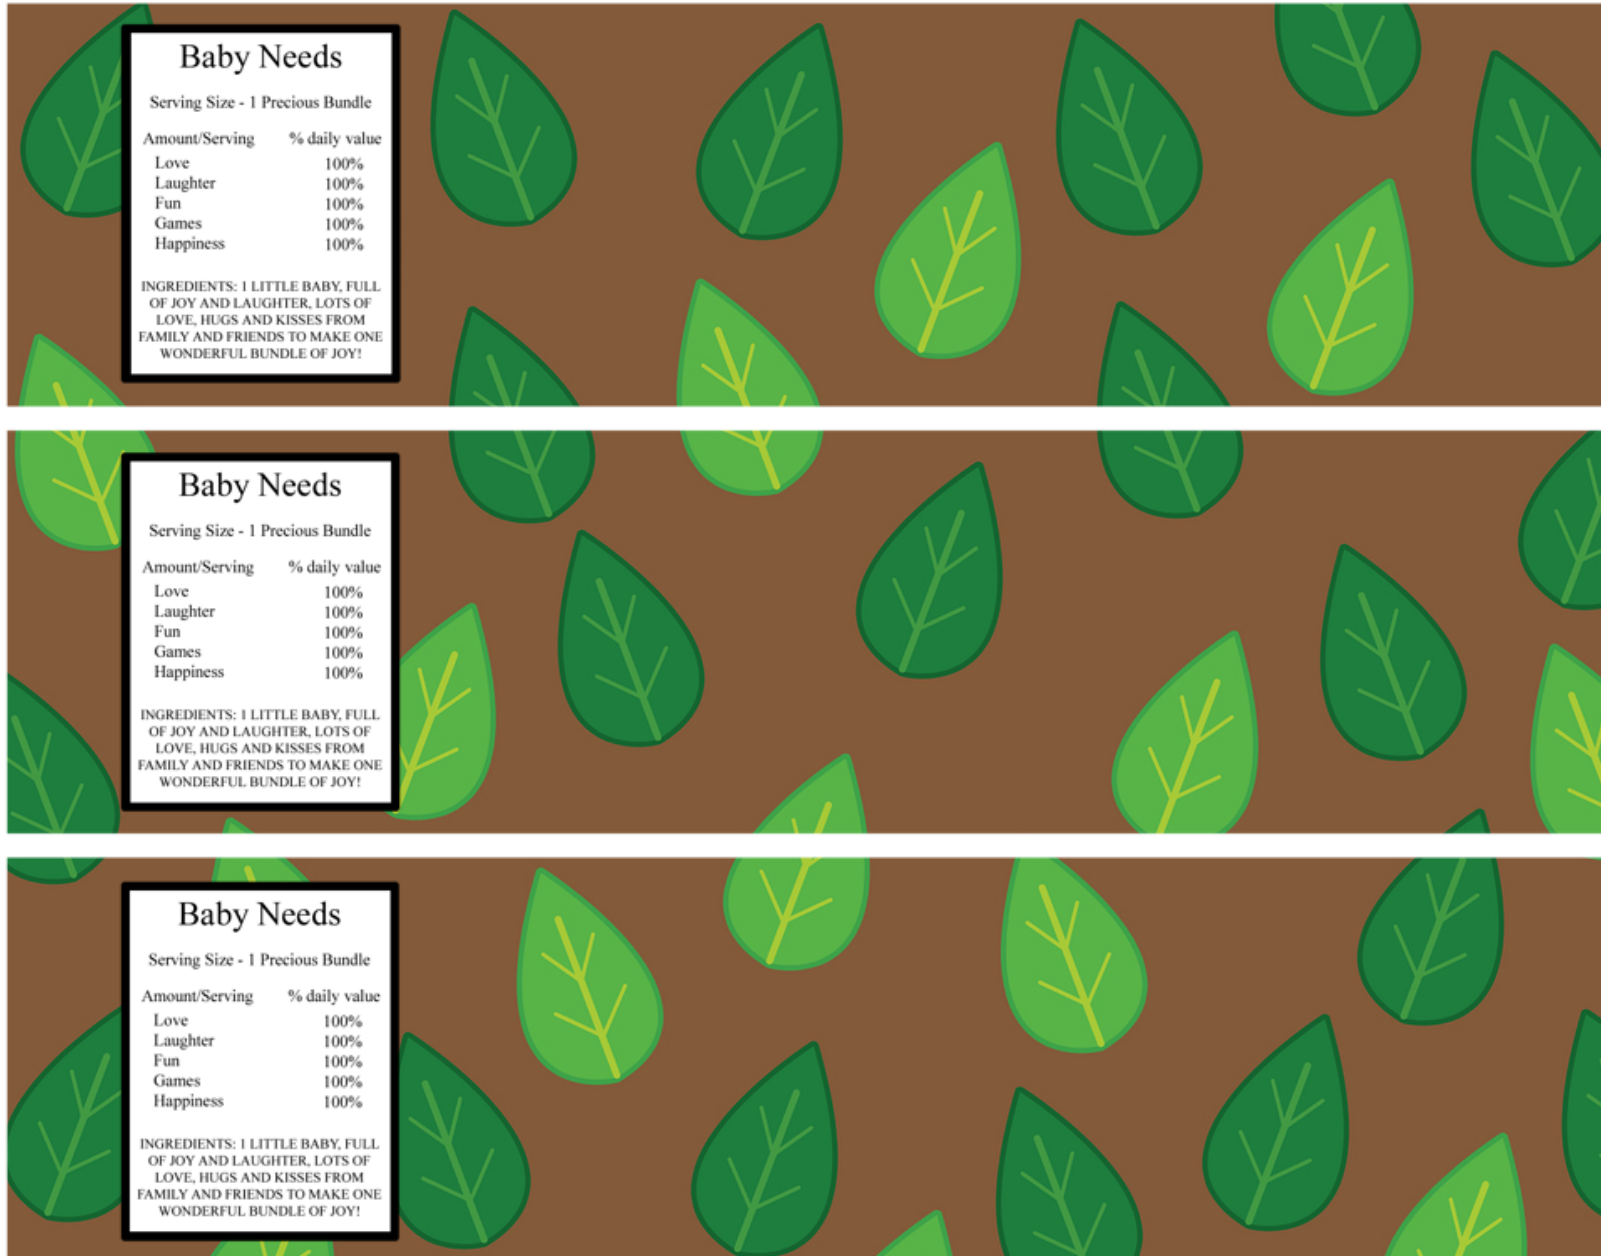 Baby Needs
Serving Size - 1 Precious Bundle
Amount/Serving % daily value
Love 100%
Laughter 100%
Fun 100%
Games 100%
Happiness 100%
INGREDIENTS: 1 LITTLE BABY, FULL
OF JOY AND LAUGHTER, LOTS OF
LOVE, HUGS AND KISSES FROM
FAMILY AND FRIENDS TO MAKE ONE
WONDERFUL BUNDLE OF JOY!
Baby Needs
Serving Size - 1 Precious Bundle
Amount/Serving % daily value
Love 100%
Laughter 100%
Fun 100%
Games 100%
Happiness 100%
INGREDIENTS: 1 LITTLE BABY, FULL
OF JOY AND LAUGHTER, LOTS OF
LOVE, HUGS AND KISSES FROM
FAMILY AND FRIENDS TO MAKE ONE
WONDERFUL BUNDLE OF JOY!
Baby Needs
Serving Size - 1 Precious Bundle
Amount/Serving % daily value
Love 100%
Laughter 100%
Fun 100%
Games 100%
Happiness 100%
INGREDIENTS: 1 LITTLE BABY, FULL
OF JOY AND LAUGHTER, LOTS OF
LOVE, HUGS AND KISSES FROM
FAMILY AND FRIENDS TO MAKE ONE
WONDERFUL BUNDLE OF JOY!